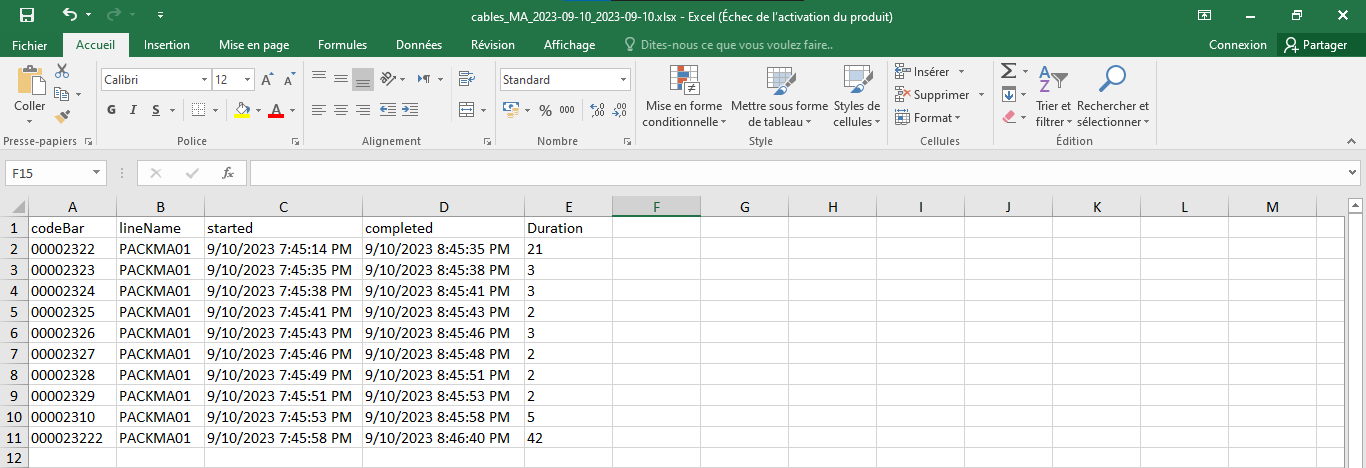 cables_MA_2023-09-10_2023-09-10.xlsx - Excel (Échec de l'activation du produit)
Fichier Accueil Insertion Mise en page Formules Données Révision Affichage Dites-nous ce que vous voulez faire.. Connexion Partager
Coller
Calibri 12
G I S A
Standard
% 000
Mise en forme conditionnelle
Mettre sous forme de tableau
Styles de cellules
Insérer
Supprimer
Format
Trier et filtrer
Rechercher et sélectionner
Presse-papiers Police Alignement Nombre Style Cellules Édition
F15 fx
A B C D E F G H I J K L M
1 codeBar lineName started completed Duration
2 00002322 PACKMA01 9/10/2023 7:45:14 PM 9/10/2023 8:45:35 PM 21
3 00002323 PACKMA01 9/10/2023 7:45:35 PM 9/10/2023 8:45:38 PM 3
4 00002324 PACKMA01 9/10/2023 7:45:38 PM 9/10/2023 8:45:41 PM 3
5 00002325 PACKMA01 9/10/2023 7:45:41 PM 9/10/2023 8:45:43 PM 2
6 00002326 PACKMA01 9/10/2023 7:45:43 PM 9/10/2023 8:45:46 PM 3
7 00002327 PACKMA01 9/10/2023 7:45:46 PM 9/10/2023 8:45:48 PM 2
8 00002328 PACKMA01 9/10/2023 7:45:49 PM 9/10/2023 8:45:51 PM 2
9 00002329 PACKMA01 9/10/2023 7:45:51 PM 9/10/2023 8:45:53 PM 2
10 00002310 PACKMA01 9/10/2023 7:45:53 PM 9/10/2023 8:45:58 PM 5
11 000023222 PACKMA01 9/10/2023 7:45:58 PM 9/10/2023 8:46:40 PM 42
12